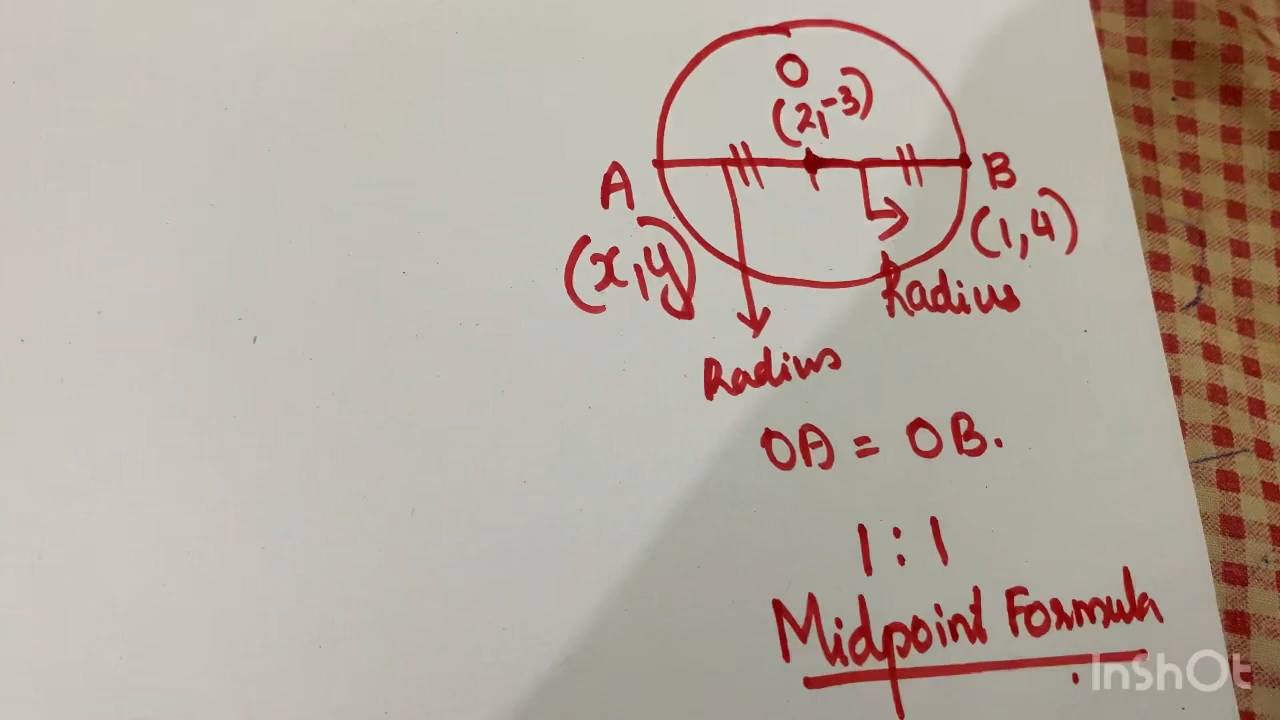 O
(2,-3)
A
B
(x,y)
(1,4)
Radius
Radius
OA = OB.
1:1
Midpoint Formula
InShOt